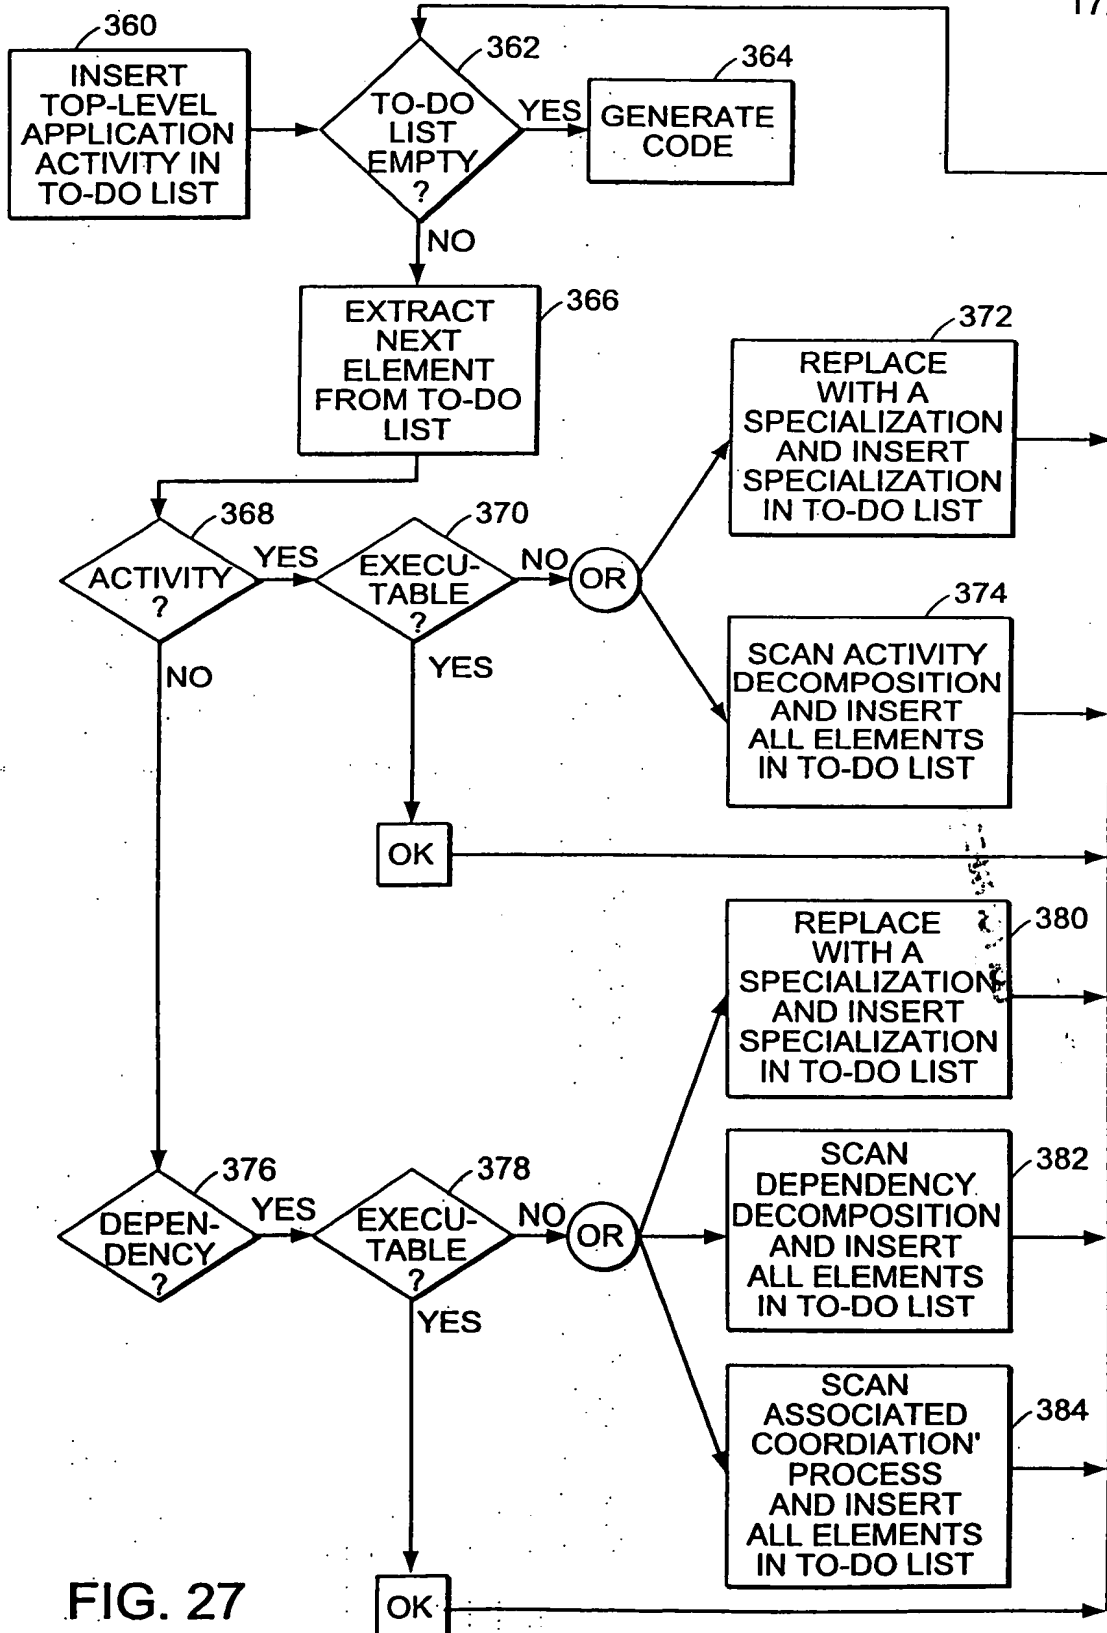 360
INSERT
TOP-LEVEL
APPLICATION
ACTIVITY IN
TO-DO LIST
362
TO-DO
LIST
EMPTY
?
YES
364
GENERATE
CODE
17
NO
366
EXTRACT
NEXT
ELEMENT
FROM TO-DO
LIST
372
REPLACE
WITH A
SPECIALIZATION
AND INSERT
SPECIALIZATION
IN TO-DO LIST
368
ACTIVITY
?
YES
370
EXECU-
TABLE
?
NO
OR
374
SCAN ACTIVITY
DECOMPOSITION
AND INSERT
ALL ELEMENTS
IN TO-DO LIST
NO
YES
OK
380
REPLACE
WITH A
SPECIALIZATION
AND INSERT
SPECIALIZATION
IN TO-DO LIST
376
DEPEN-
DENCY
?
YES
378
EXECU-
TABLE
?
NO
OR
382
SCAN
DEPENDENCY
DECOMPOSITION
AND INSERT
ALL ELEMENTS
IN TO-DO LIST
YES
384
SCAN
ASSOCIATED
COORDIATION'
PROCESS
AND INSERT
ALL ELEMENTS
IN TO-DO LIST
OK
FIG. 27